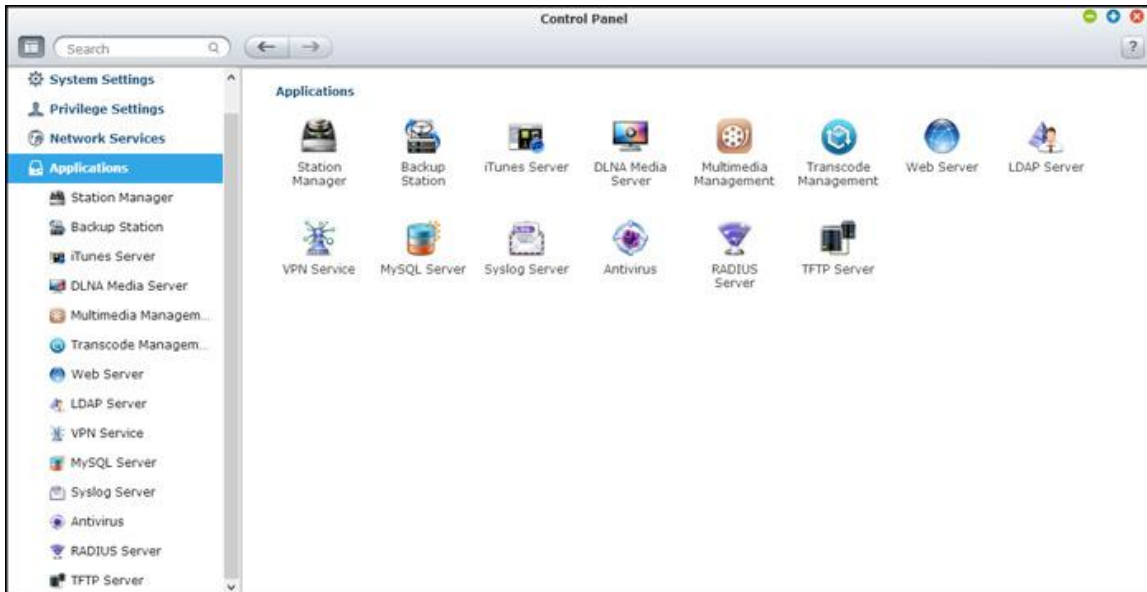 Control Panel
Search
?
System Settings
Privilege Settings
Network Services
Applications
Station Manager
Backup Station
iTunes Server
DLNA Media Server
Multimedia Managem...
Transcode Managem...
Web Server
LDAP Server
VPN Service
MySQL Server
Syslog Server
Antivirus
RADIUS Server
TFTP Server
Applications
Station
Manager
Backup
Station
iTunes Server
DLNA Media
Server
Multimedia
Management
Transcode
Management
Web Server
LDAP Server
VPN Service
MySQL Server
Syslog Server
Antivirus
RADIUS
Server
TFTP Server